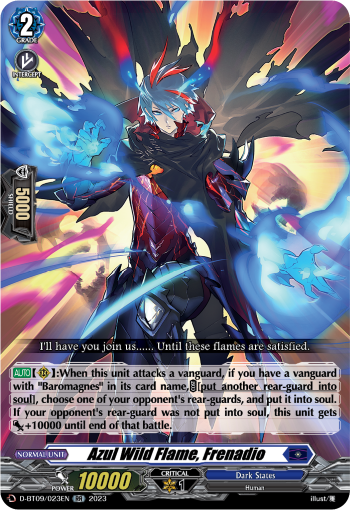 2
GRADE
INTERCEPT
5000
SHIELD
I'll have you join us...... Until these flames are satisfied.
AUTO [ ]:When this unit attacks a vanguard, if you have a vanguard
with "Baromagnes" in its card name, [put another rear-guard into
soul], choose one of your opponent's rear-guards, and put it into soul.
If your opponent's rear-guard was not put into soul, this unit gets
+10000 until end of that battle.
NORMAL UNIT
Azul Wild Flame, Frenadio
POWER 10000
CRITICAL
1
Dark States
Human
D-BT09/023EN RR 2023
illust/